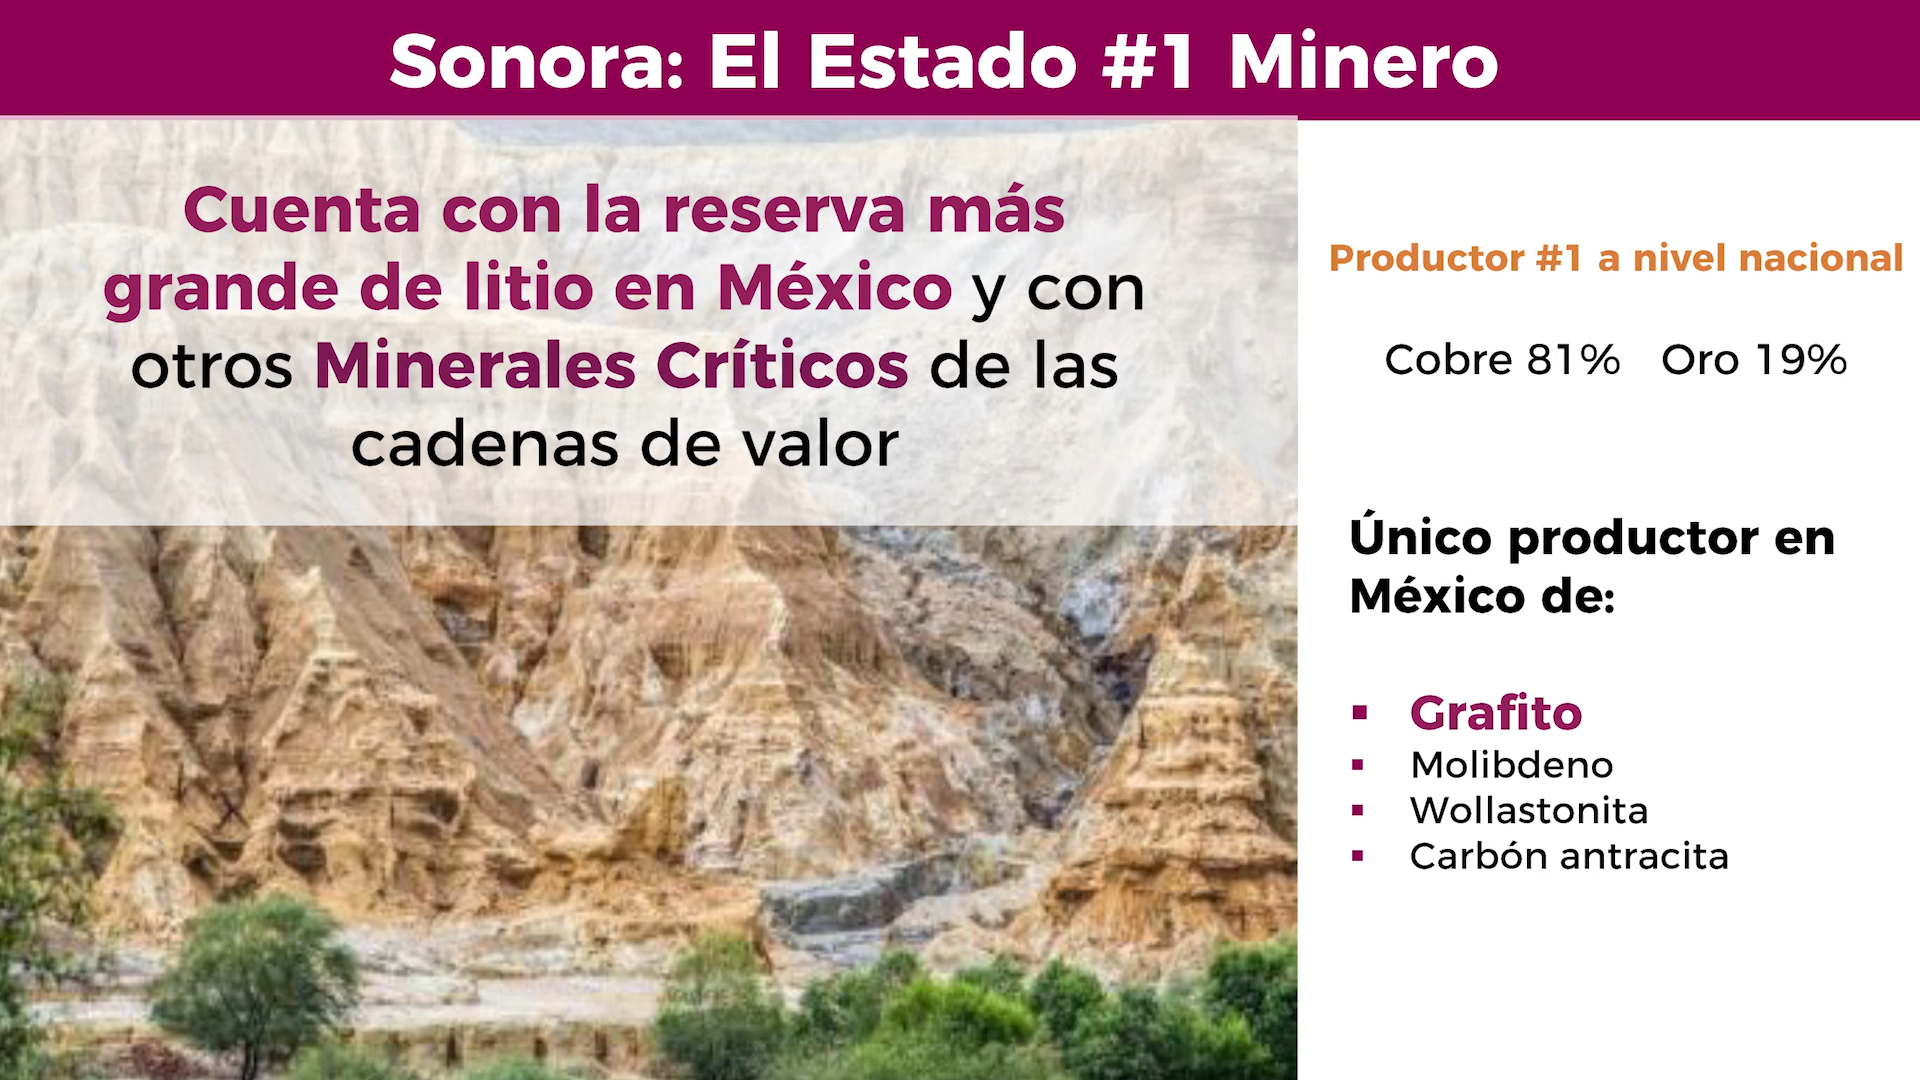 Sonora: El Estado #1 Minero
Cuenta con la reserva más
grande de litio en México y con
otros Minerales Críticos de las
cadenas de valor
Productor #1 a nivel nacional
Cobre 81% Oro 19%
Único productor en
México de:
▪ Grafito
▪ Molibdeno
▪ Wollastonita
▪ Carbón antracita